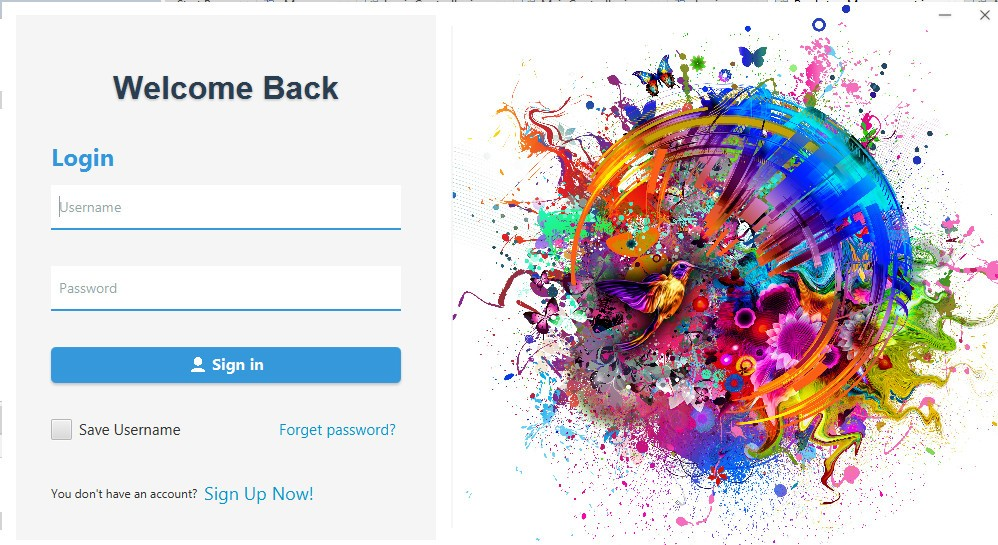 Welcome Back
Login
Username
Password
Sign in
Save Username
Forget password?
You don't have an account? Sign Up Now!